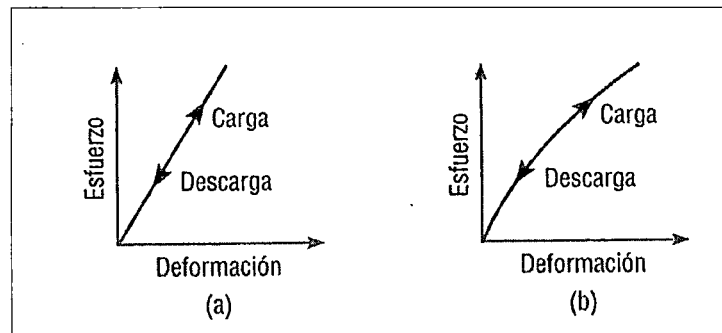 Esfuerzo
Carga
Descarga
Deformación
(a)
Esfuerzo
Carga
Descarga
Deformación
(b)